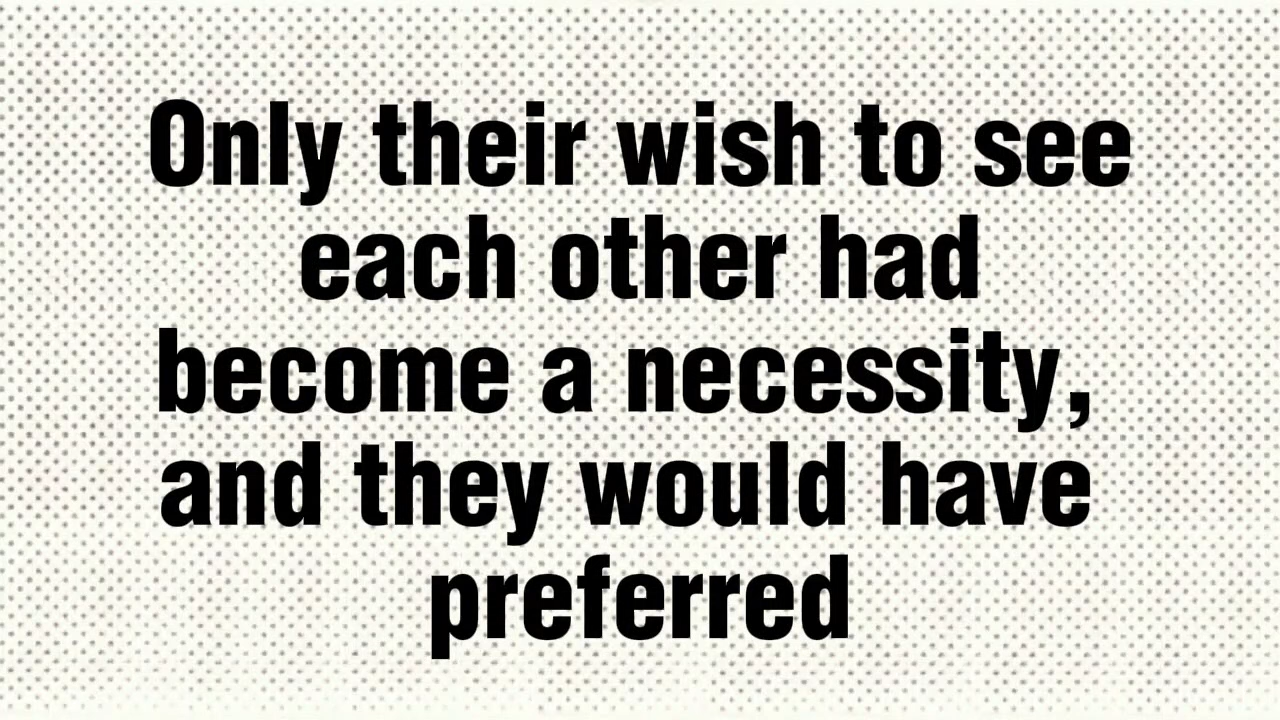 Only their wish to see
each other had
become a necessity,
and they would have
preferred